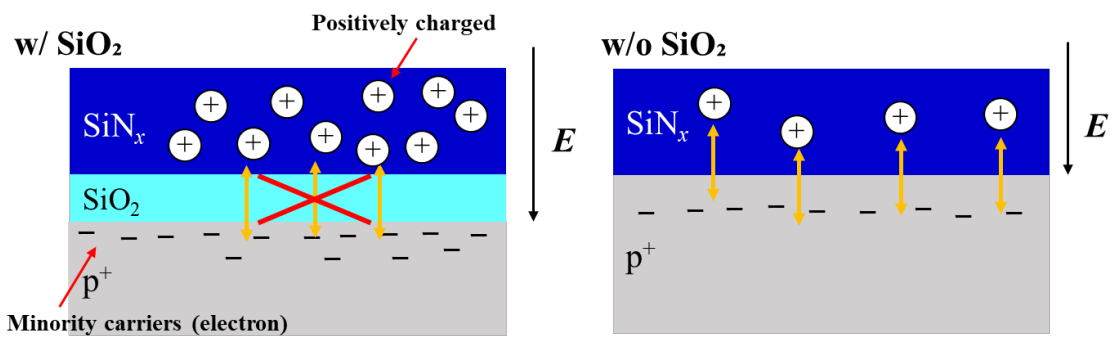 w/ SiO₂
Positively charged
+ + + + + + + + + +
SiNₓ
E
SiO₂
− − − − − − − − − − − − − −
p⁺
Minority carriers (electron)
w/o SiO₂
+ + + +
SiNₓ
E
− − − − − − − − −
p⁺